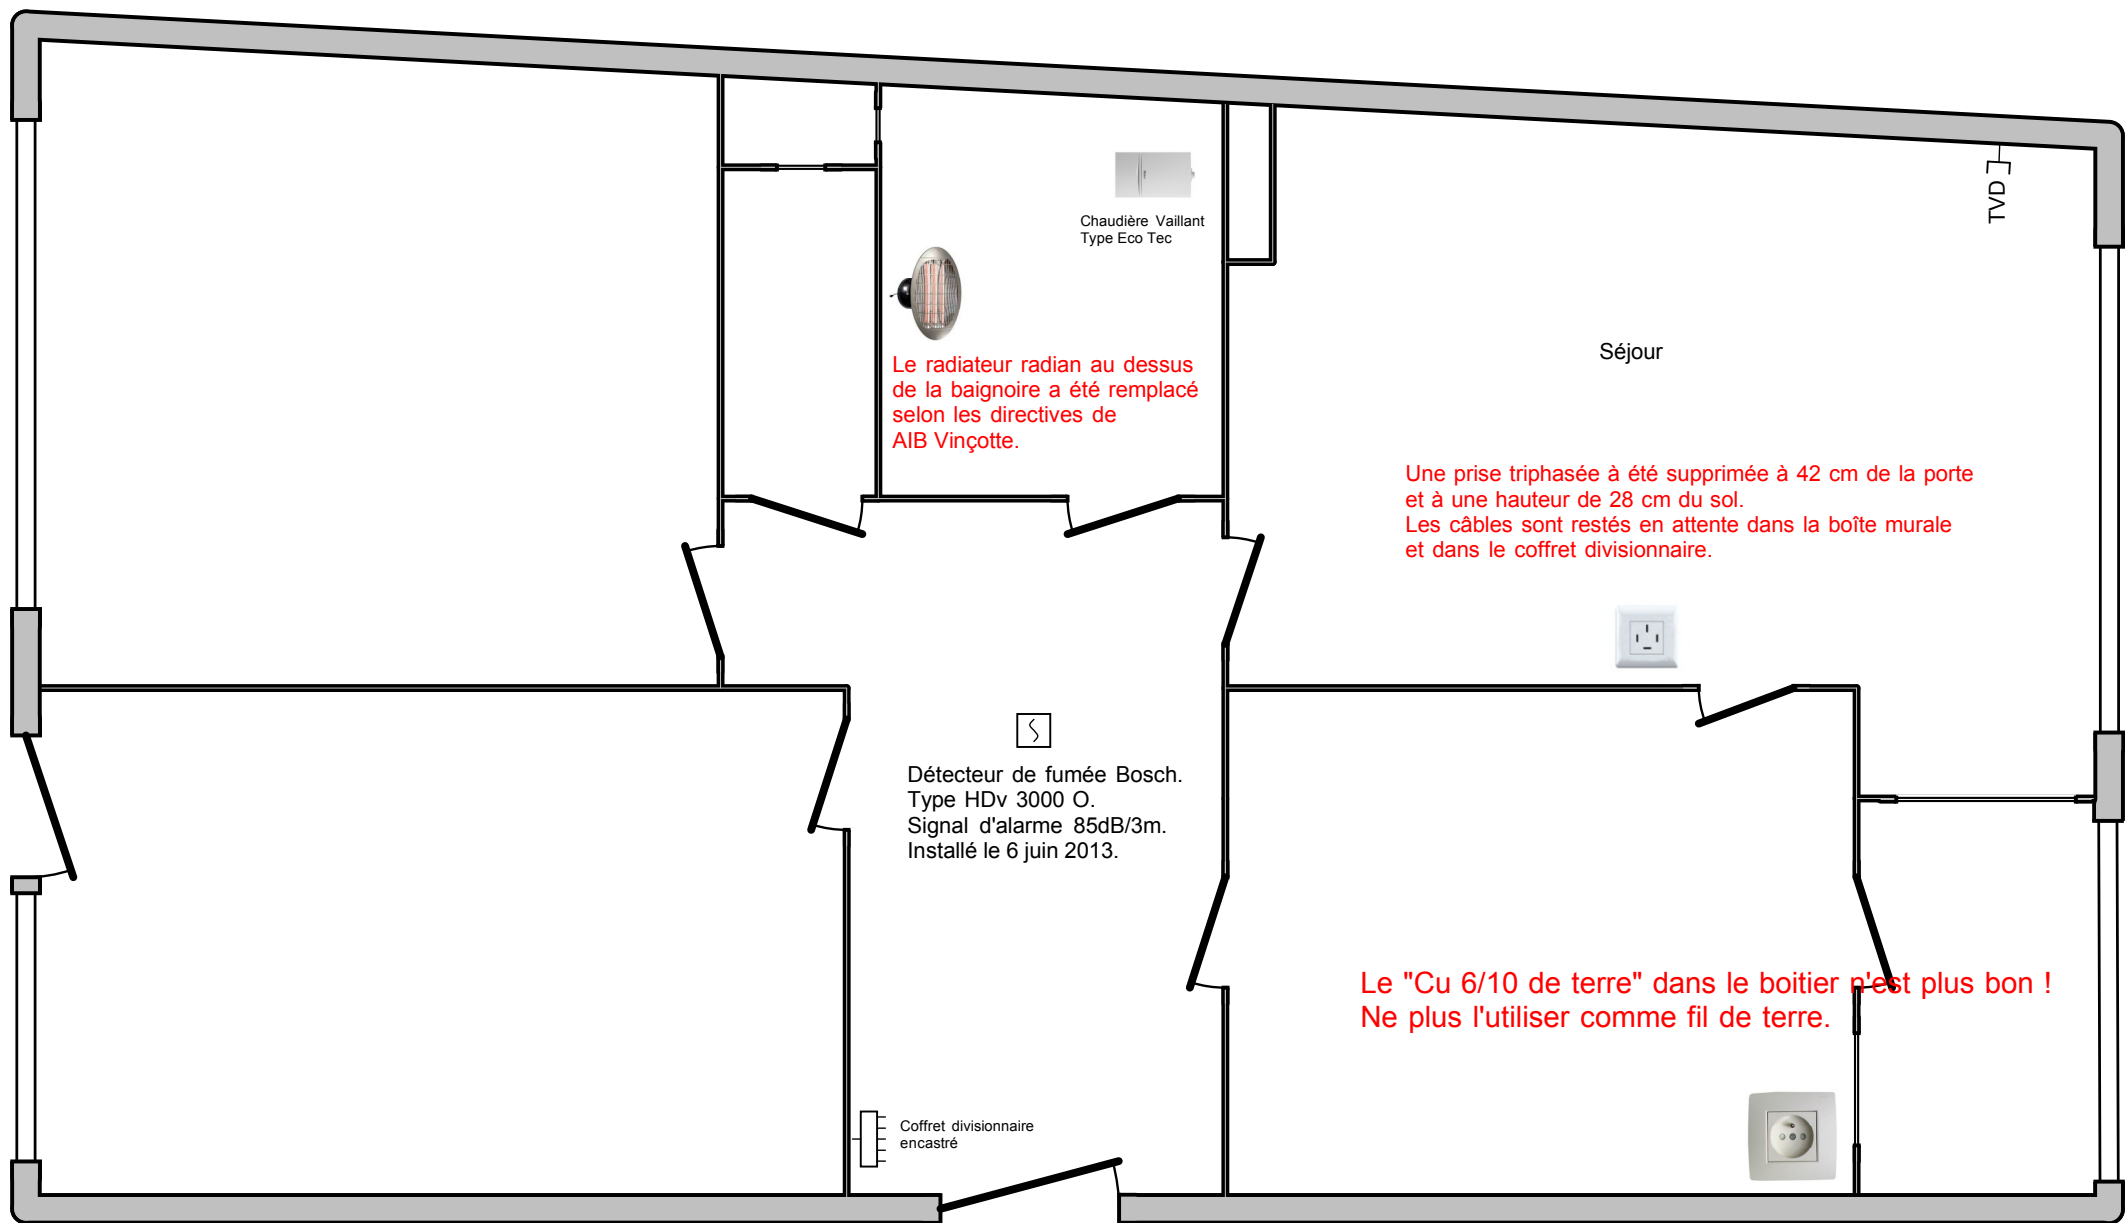 TVD
Chaudière Vaillant
Type Eco Tec
Le radiateur radian au dessus
de la baignoire a été remplacé
selon les directives de
AIB Vinçotte.
Séjour
Une prise triphasée à été supprimée à 42 cm de la porte
et à une hauteur de 28 cm du sol.
Les câbles sont restés en attente dans la boîte murale
et dans le coffret divisionnaire.
Détecteur de fumée Bosch.
Type HDv 3000 O.
Signal d'alarme 85dB/3m.
Installé le 6 juin 2013.
Le "Cu 6/10 de terre" dans le boitier n'est plus bon !
Ne plus l'utiliser comme fil de terre.
Coffret divisionnaire
encastré